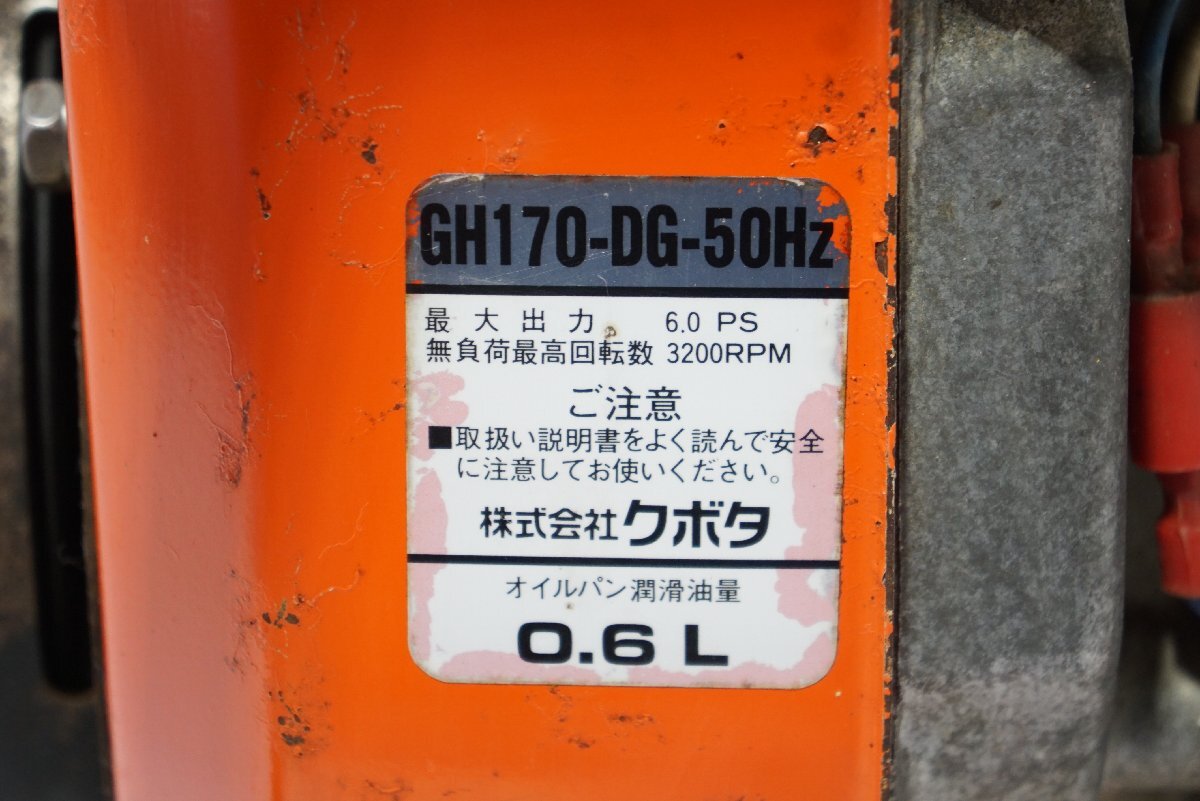 GH170-DG-50Hz
最大出力 6.0 PS
無負荷最高回転数 3200RPM
ご注意
■取扱い説明書をよく読んで安全
に注意してお使いください。
株式会社クボタ
オイルパン潤滑油量
0.6 L